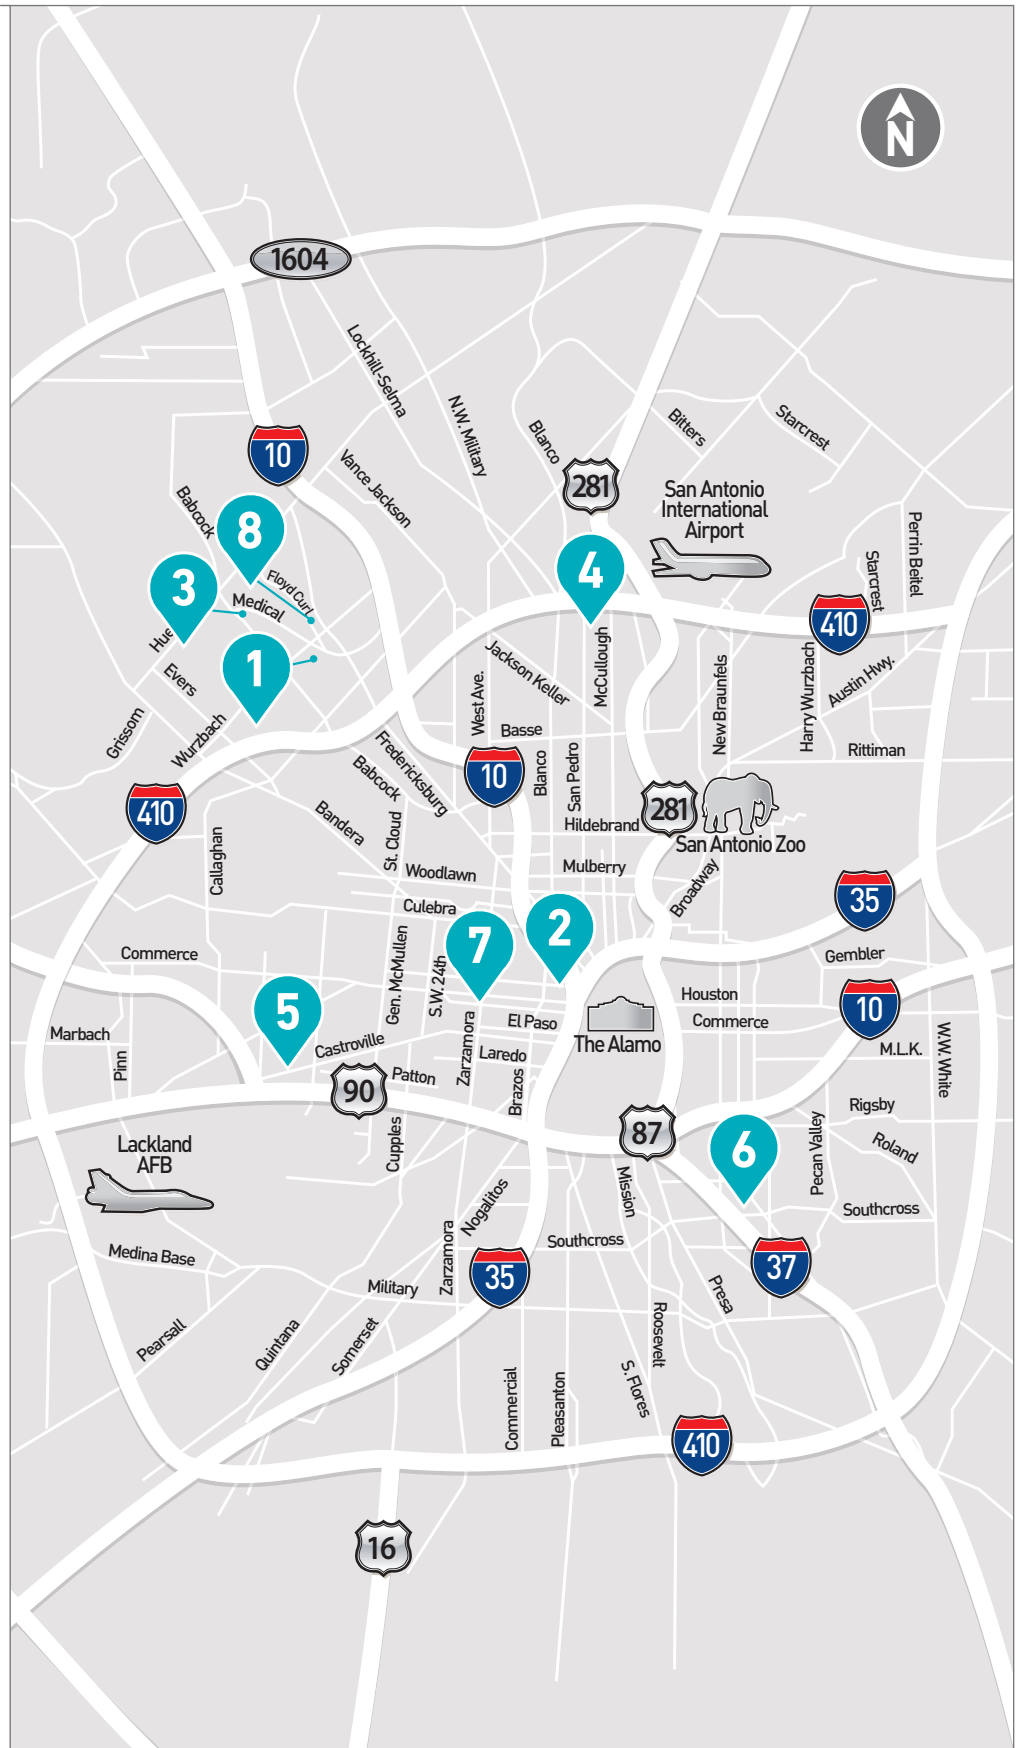 N
1604
Lockhill-Selma
N.W. Military
Blanco
Bitters
Starcrest
10
Vance Jackson
281
San Antonio
International
Airport
Babcock
8
Perrin Beitel
Starcrest
3
Floyd Curl
Medical
4
410
Hue
1
Evers
Jackson Keller
McCullough
New Braunfels
Harry Wurzbach
Austin Hwy.
Grissom
Wurzbach
West Ave.
Basse
Rittiman
Fredericksburg
Babcock
10
Blanco
San Pedro
410
Bandera
281
Hildebrand
San Antonio Zoo
St. Cloud
Callaghan
Woodlawn
Mulberry
Broadway
35
Culebra
2
7
Commerce
Gen. McMullen
S.W. 24th
Gembler
5
Houston
10
Commerce
El Paso
The Alamo
Marbach
Pinn
Castroville
Zarzamora
Laredo
M.L.K.
W.W. White
Patton
90
Brazos
Rigsby
87
Pecan Valley
Roland
Lackland
AFB
Cupples
6
Mission
Nogalitos
Southcross
Medina Base
Zarzamora
Southcross
35
37
Military
Presa
Pearsall
Quintana
Somerset
Roosevelt
Commercial
Pleasanton
S. Flores
410
16